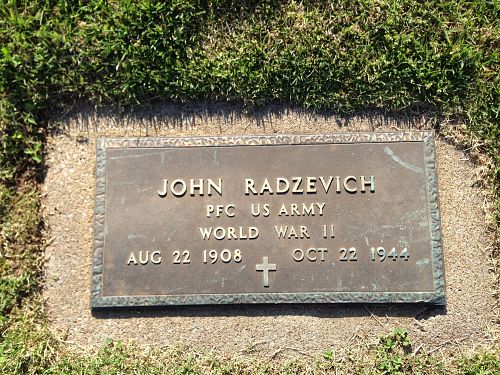 JOHN RADZEVICH
PFC US ARMY
WORLD WAR II
AUG 22 1908 OCT 22 1944